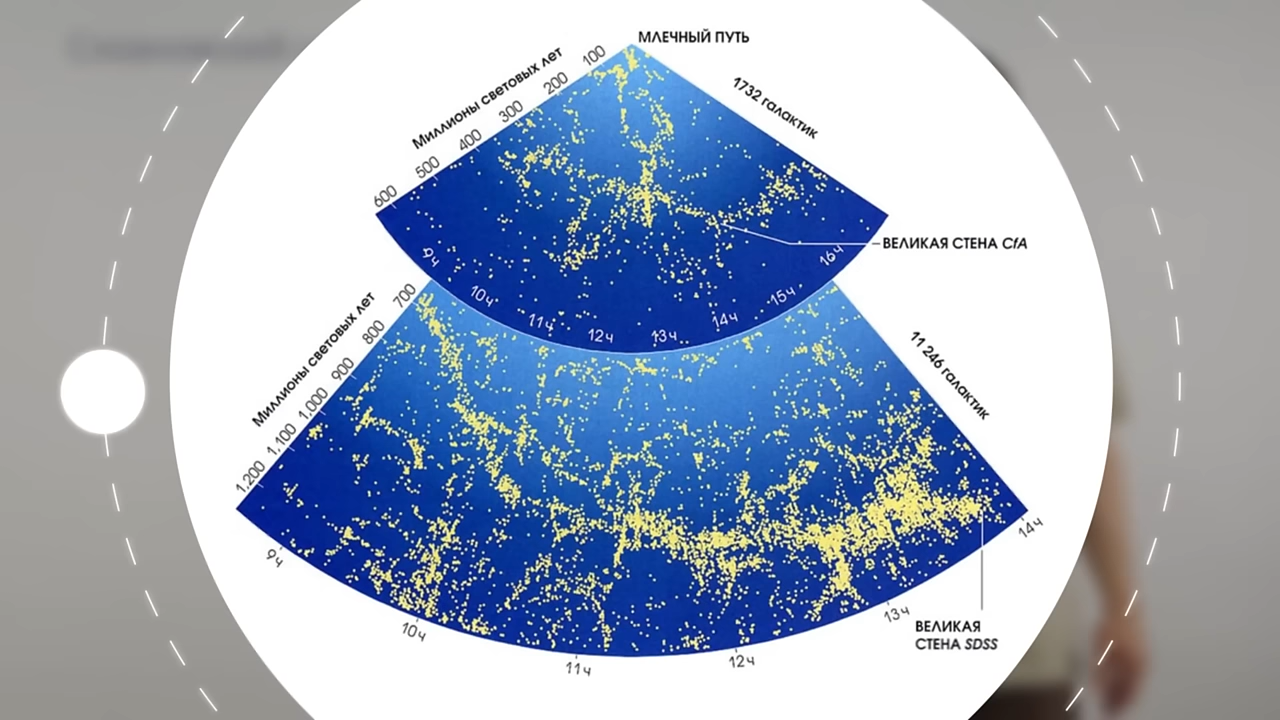 МЛЕЧНЫЙ ПУТЬ
Миллионы световых лет
100
200
300
400
500
600
1732 галактик
ВЕЛИКАЯ СТЕНА CfA
9ч
10ч
11ч
12ч
13ч
14ч
15ч
16ч
Миллионы световых лет
700
800
900
1,000
1,100
1,200
11 246 галактик
9ч
10ч
11ч
12ч
13ч
14ч
ВЕЛИКАЯ
СТЕНА SDSS